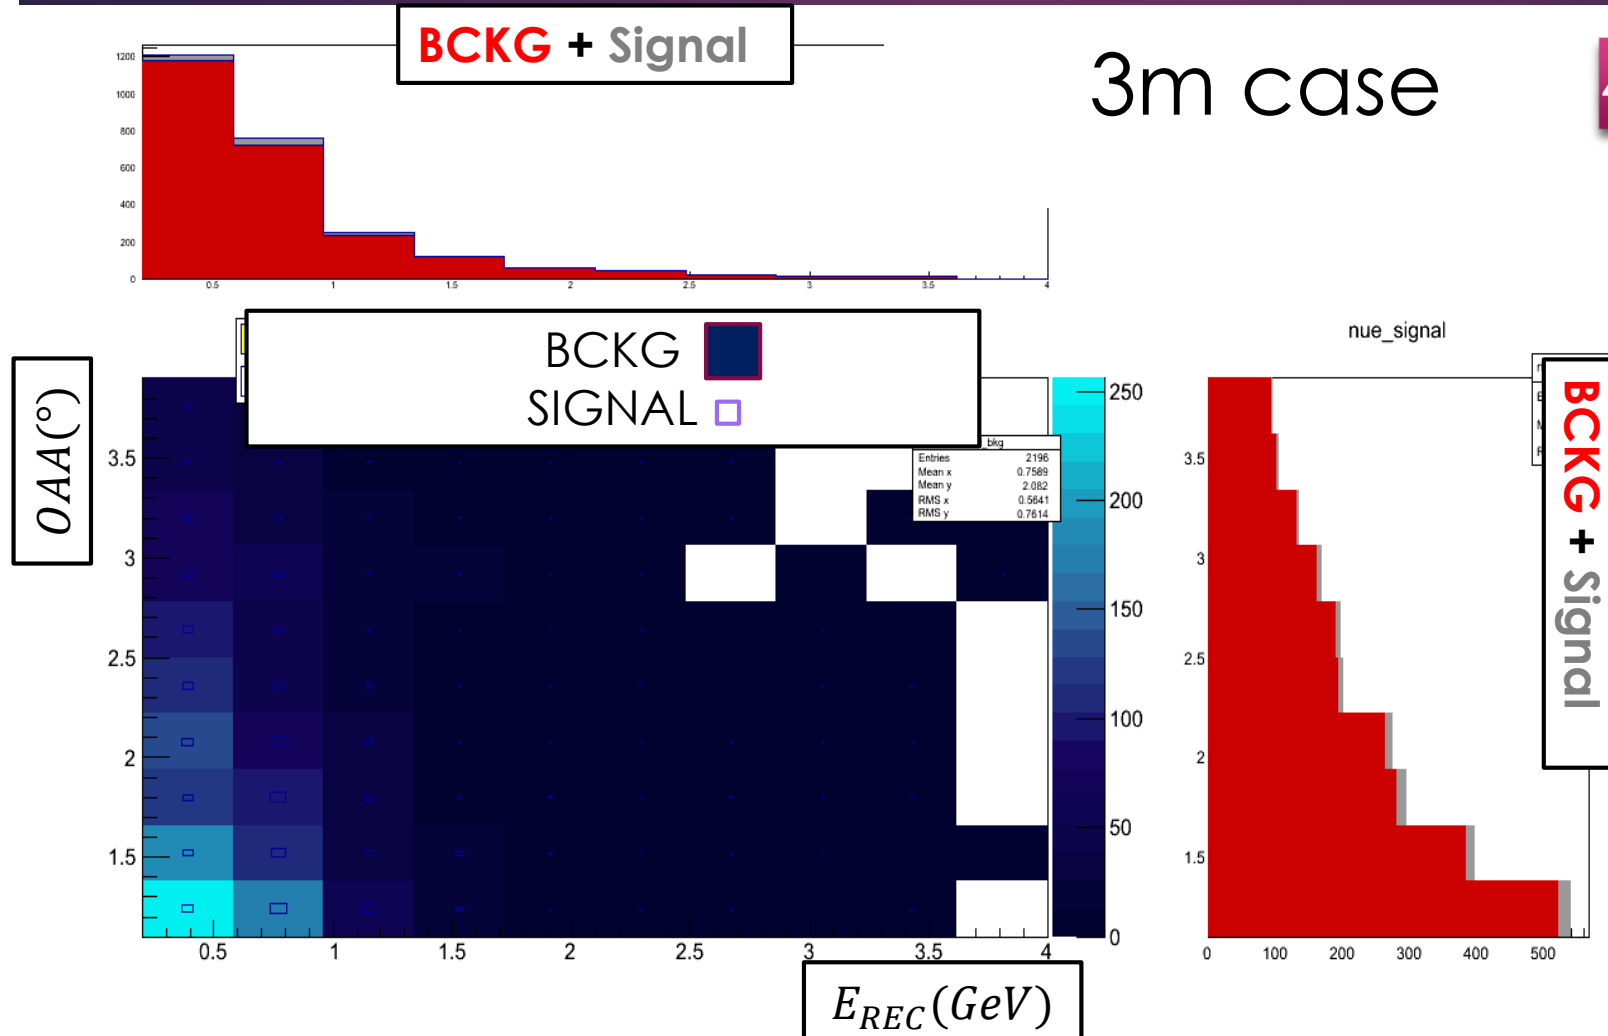 BCKG + Signal
3m case
1200
1000
800
600
400
200
0
0.5 1 1.5 2 2.5 3 3.5 4
BCKG
SIGNAL
nue_signal
OAA(°)
3.5
3
2.5
2
1.5
0.5 1 1.5 2 2.5 3 3.5 4
250
200
150
100
50
0
bkg
Entries 2196
Mean x 0.7589
Mean y 2.082
RMS x 0.5641
RMS y 0.7614
E_REC(GeV)
3.5
3
2.5
2
1.5
0 100 200 300 400 500
BCKG + Signal